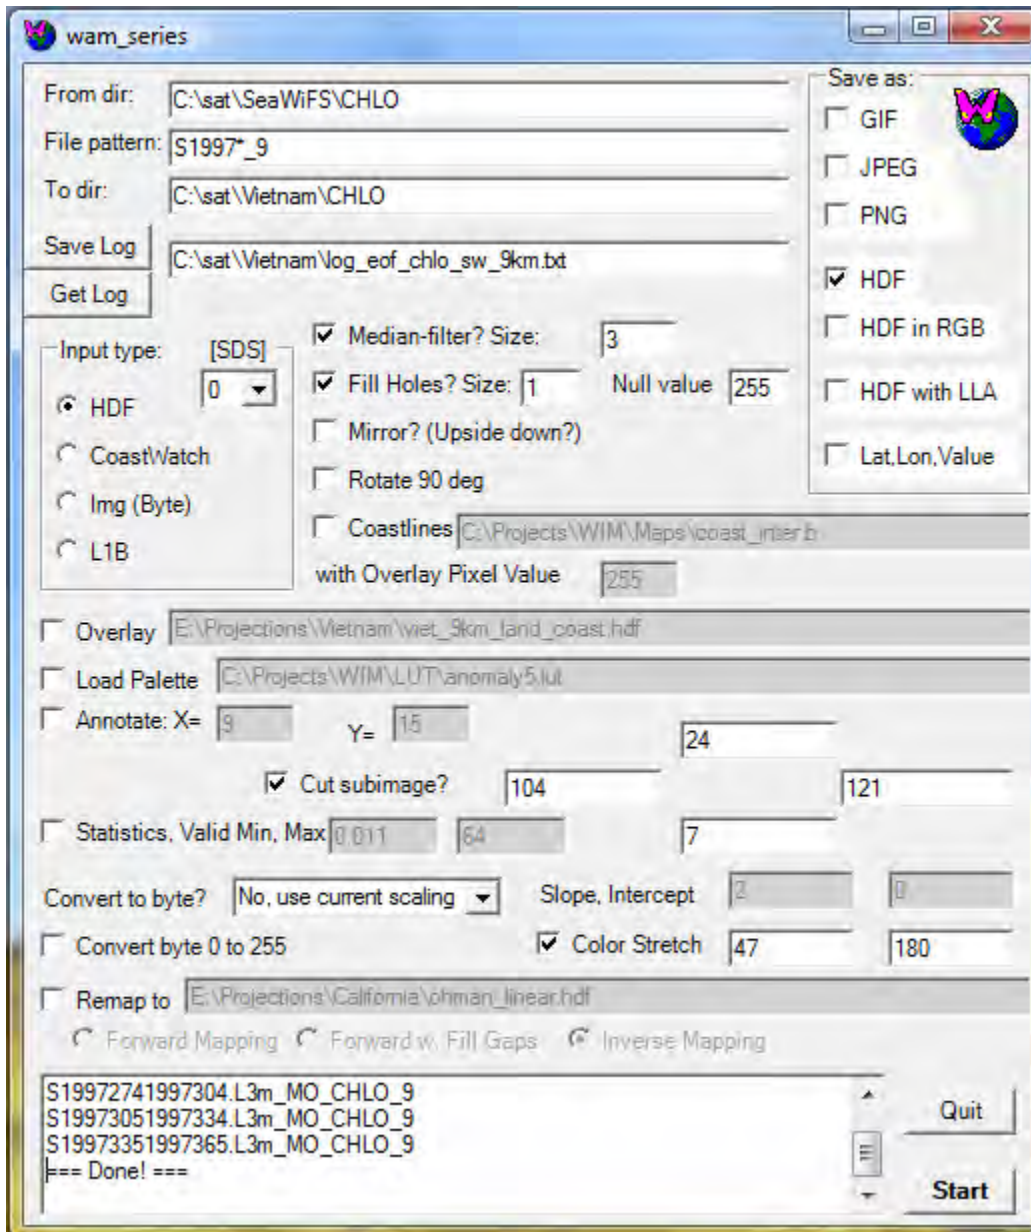 wam_series
From dir: C:\sat\SeaWiFS\CHLO
File pattern: S1997*_9
To dir: C:\sat\Vietnam\CHLO
Save Log
C:\sat\Vietnam\log_eof_chlo_sw_9km.txt
Get Log
Save as:
GIF
JPEG
PNG
HDF
HDF in RGB
HDF with LLA
Lat,Lon,Value
Input type: [SDS]
0
HDF
CoastWatch
Img (Byte)
L1B
Median-filter? Size: 3
Fill Holes? Size: 1 Null value 255
Mirror? (Upside down?)
Rotate 90 deg
Coastlines C:\Projects\WIM\Maps\coast_inter.b
with Overlay Pixel Value 255
Overlay E:\Projections\Vietnam\viet_9km_land_coast.hdf
Load Palette C:\Projects\WIM\LUT\anomaly5.lut
Annotate: X= 9 Y= 15
24
Cut subimage? 104 121
Statistics, Valid Min, Max 0.011 64
7
Convert to byte? No, use current scaling Slope, Intercept 2 0
Convert byte 0 to 255 Color Stretch 47 180
Remap to E:\Projections\California\ohman_linear.hdf
Forward Mapping Forward w. Fill Gaps Inverse Mapping
S19972741997304.L3m_MO_CHLO_9
S19973051997334.L3m_MO_CHLO_9
S19973351997365.L3m_MO_CHLO_9
=== Done! ===
Quit
Start